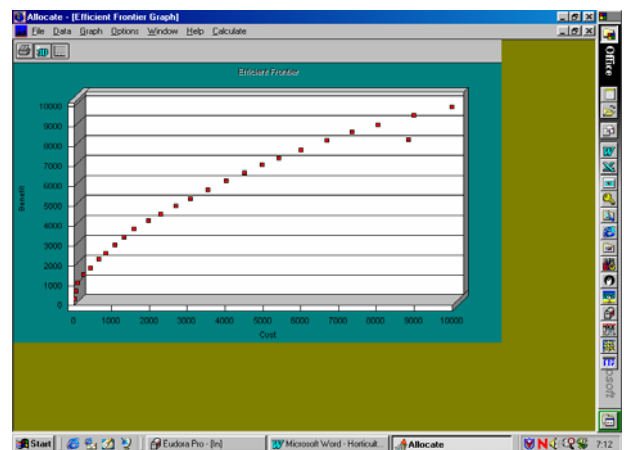 Allocate - [Efficient Frontier Graph]
File Data Graph Options Window Help Calculate
Office
Efficient Frontier
10000
9000
8000
7000
6000
5000
4000
3000
2000
1000
0
Benefit
0 1000 2000 3000 4000 5000 6000 7000 8000 9000 10000
Cost
Start
Eudora Pro - [In]
Microsoft Word - Horticult...
Allocate
7:12